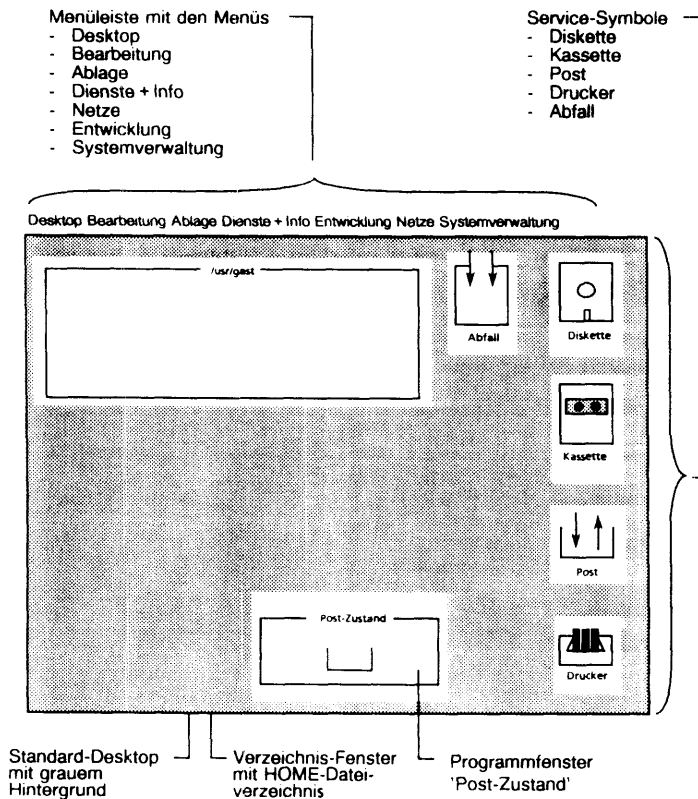 Menüleiste mit den Menüs
- Desktop
- Bearbeitung
- Ablage
- Dienste + Info
- Netze
- Entwicklung
- Systemverwaltung
Service-Symbole
- Diskette
- Kassette
- Post
- Drucker
- Abfall
Desktop Bearbeitung Ablage Dienste + Info Entwicklung Netze Systemverwaltung
/usr/gast
Abfall
Diskette
Kassette
Post
Post-Zustand
Drucker
Standard-Desktop
mit grauem
Hintergrund
Verzeichnis-Fenster
mit HOME-Datei-
verzeichnis
Programmfenster
'Post-Zustand'